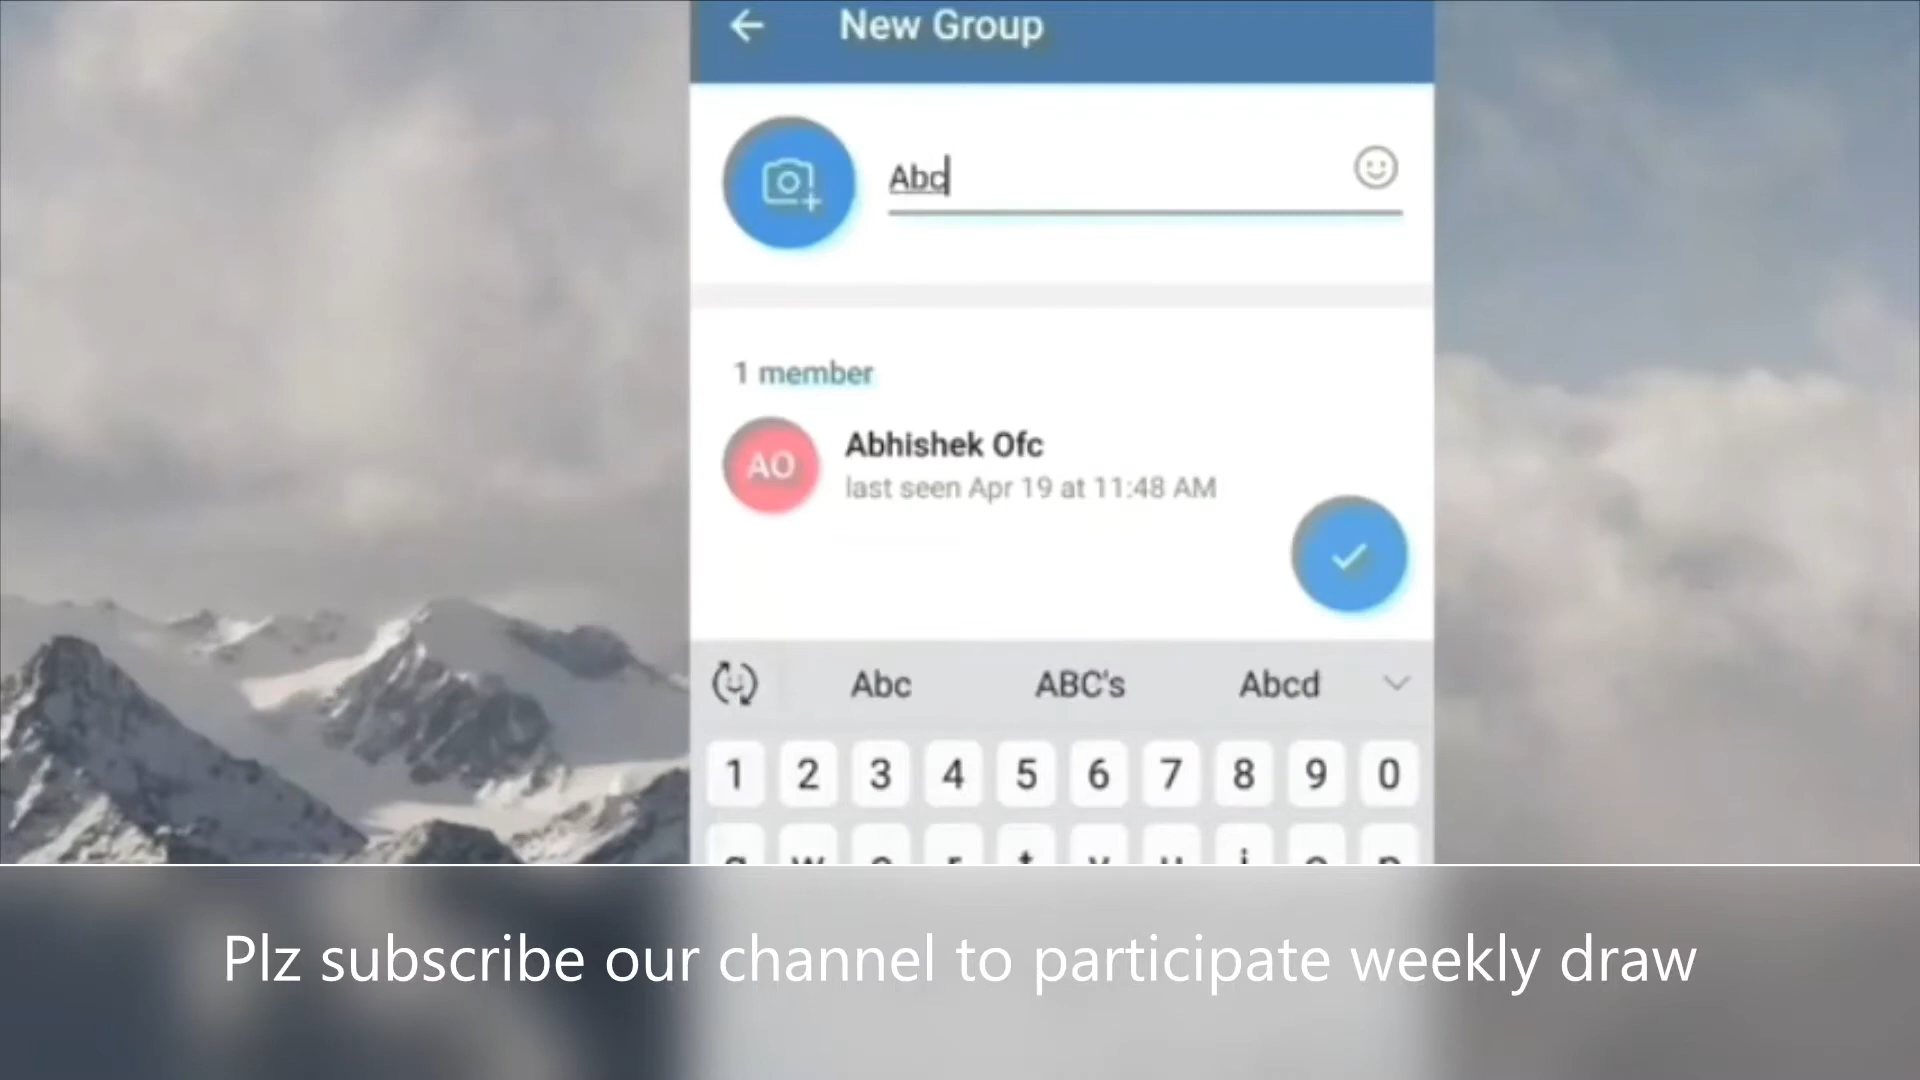 New Group
Abc
1 member
AO
Abhishek Ofc
last seen Apr 19 at 11:48 AM
Abc ABC's Abcd
1 2 3 4 5 6 7 8 9 0
q w e r t y u i o p
Plz subscribe our channel to participate weekly draw